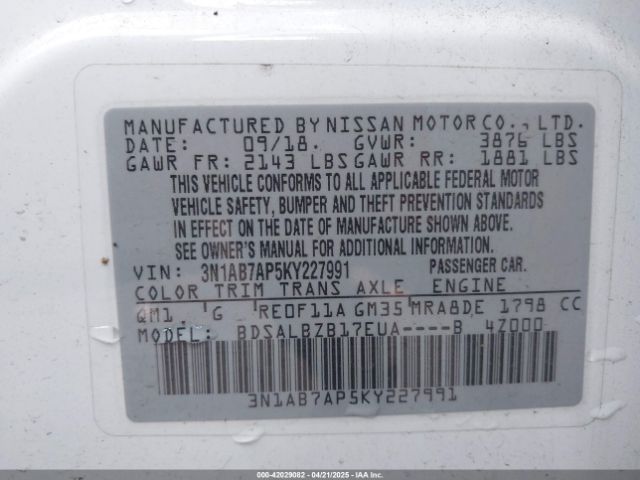 MANUFACTURED BY NISSAN MOTOR CO., LTD.
DATE: 09/18. GVWR: 3876 LBS
GAWR FR: 2143 LBS GAWR RR: 1881 LBS
THIS VEHICLE CONFORMS TO ALL APPLICABLE FEDERAL MOTOR
VEHICLE SAFETY, BUMPER AND THEFT PREVENTION STANDARDS
IN EFFECT ON THE DATE OF MANUFACTURE SHOWN ABOVE.
SEE OWNER'S MANUAL FOR ADDITIONAL INFORMATION.
VIN: 3N1AB7AP5KY227991 PASSENGER CAR.
COLOR TRIM TRANS AXLE ENGINE
QM1 G RE0F11A GM35 MRA8DE 1798 CC
MODEL: BDSALBZB17EUA----B 4Z000
3N1AB7AP5KY227991
000-42029082 - 04/21/2025 - IAAI.COM